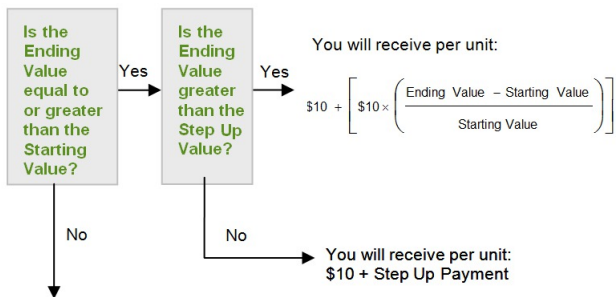 Is the
Ending
Value
equal to
or greater
than the
Starting
Value?
Yes
Is the
Ending
Value
greater
than the
Step Up
Value?
Yes
You will receive per unit:
$10 + [ $10 × ( Ending Value – Starting Value
Starting Value ) ]
No
No
You will receive per unit:
$10 + Step Up Payment